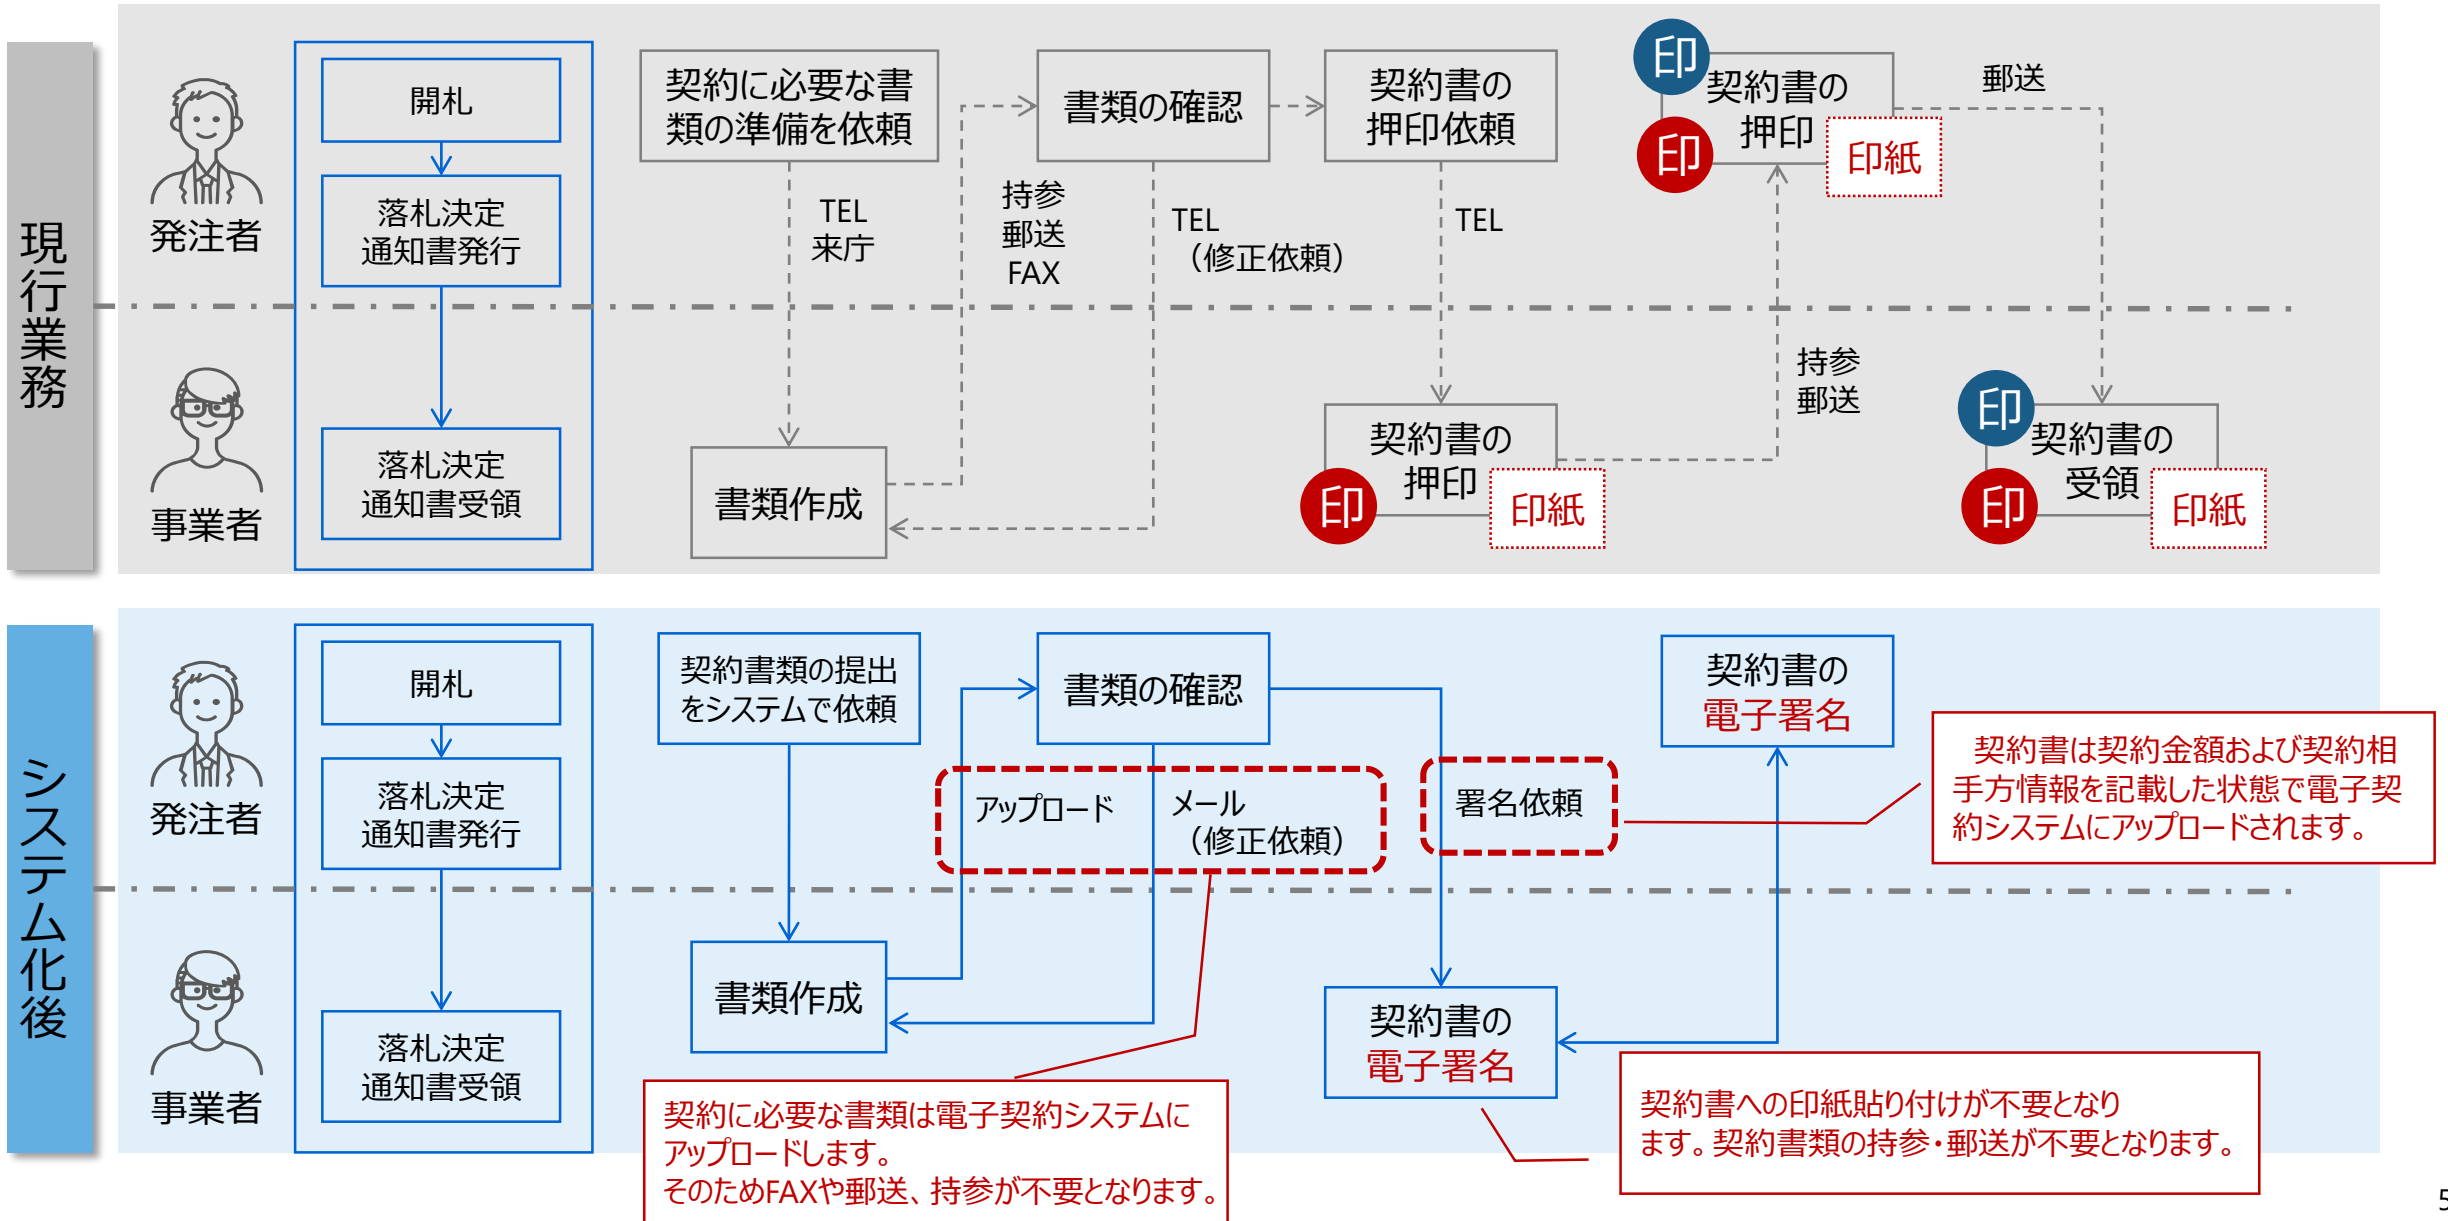 現行業務
発注者
開札
落札決定
通知書発行
契約に必要な書
類の準備を依頼
書類の確認
契約書の
押印依頼
印
印
契約書の
押印
印紙
郵送
TEL
来庁
持参
郵送
FAX
TEL
（修正依頼）
TEL
持参
郵送
事業者
落札決定
通知書受領
書類作成
契約書の
押印
印
印紙
印
印
契約書の
受領
印紙
システム化後
発注者
開札
落札決定
通知書発行
契約書類の提出
をシステムで依頼
書類の確認
契約書の
電子署名
アップロード
メール
（修正依頼）
署名依頼
契約書は契約金額および契約相
手方情報を記載した状態で電子契
約システムにアップロードされます。
事業者
落札決定
通知書受領
書類作成
契約書の
電子署名
契約に必要な書類は電子契約システムに
アップロードします。
そのためFAXや郵送、持参が不要となります。
契約書への印紙貼り付けが不要となり
ます。契約書類の持参・郵送が不要となります。
5